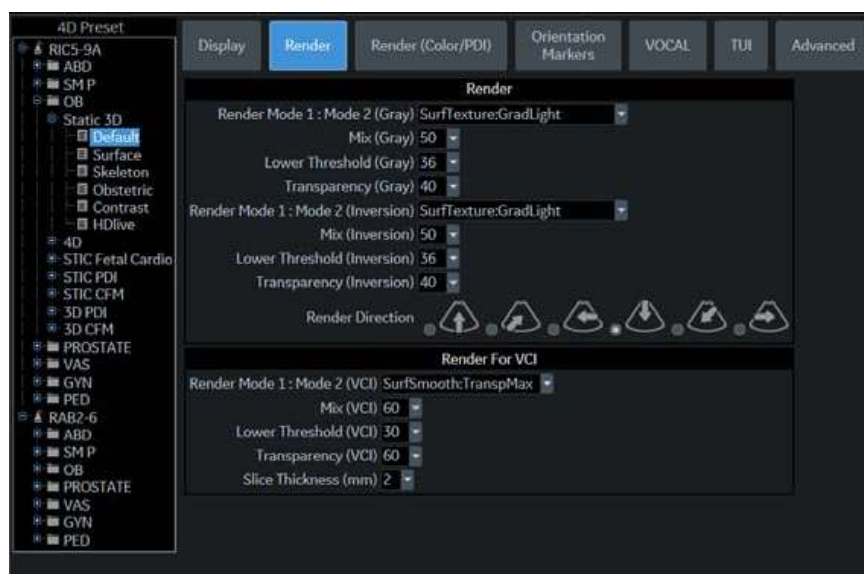 4D Preset
RIC5-9A
ABD
SM P
OB
Static 3D
Default
Surface
Skeleton
Obstetric
Contrast
HDlive
4D
STIC Fetal Cardio
STIC PDI
STIC CFM
3D PDI
3D CFM
PROSTATE
VAS
GYN
PED
RAB2-6
ABD
SM P
OB
PROSTATE
VAS
GYN
PED
Display
Render
Render (Color/PDI)
Orientation
Markers
VOCAL
TUI
Advanced
Render
Render Mode 1 : Mode 2 (Gray) SurfTexture:GradLight
Mix (Gray) 50
Lower Threshold (Gray) 36
Transparency (Gray) 40
Render Mode 1 : Mode 2 (Inversion) SurfTexture:GradLight
Mix (Inversion) 50
Lower Threshold (Inversion) 36
Transparency (Inversion) 40
Render Direction
Render For VCI
Render Mode 1 : Mode 2 (VCI) SurfSmooth:TranspMax
Mix (VCI) 60
Lower Threshold (VCI) 30
Transparency (VCI) 60
Slice Thickness (mm) 2